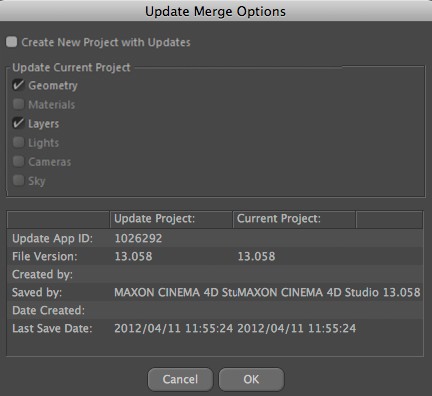 Update Merge Options
Create New Project with Updates
Update Current Project
Geometry
Materials
Layers
Lights
Cameras
Sky
Update Project: Current Project:
Update App ID: 1026292
File Version: 13.058 13.058
Created by:
Saved by: MAXON CINEMA 4D Stu MAXON CINEMA 4D Studio 13.058
Date Created:
Last Save Date: 2012/04/11 11:55:24 2012/04/11 11:55:24
Cancel OK